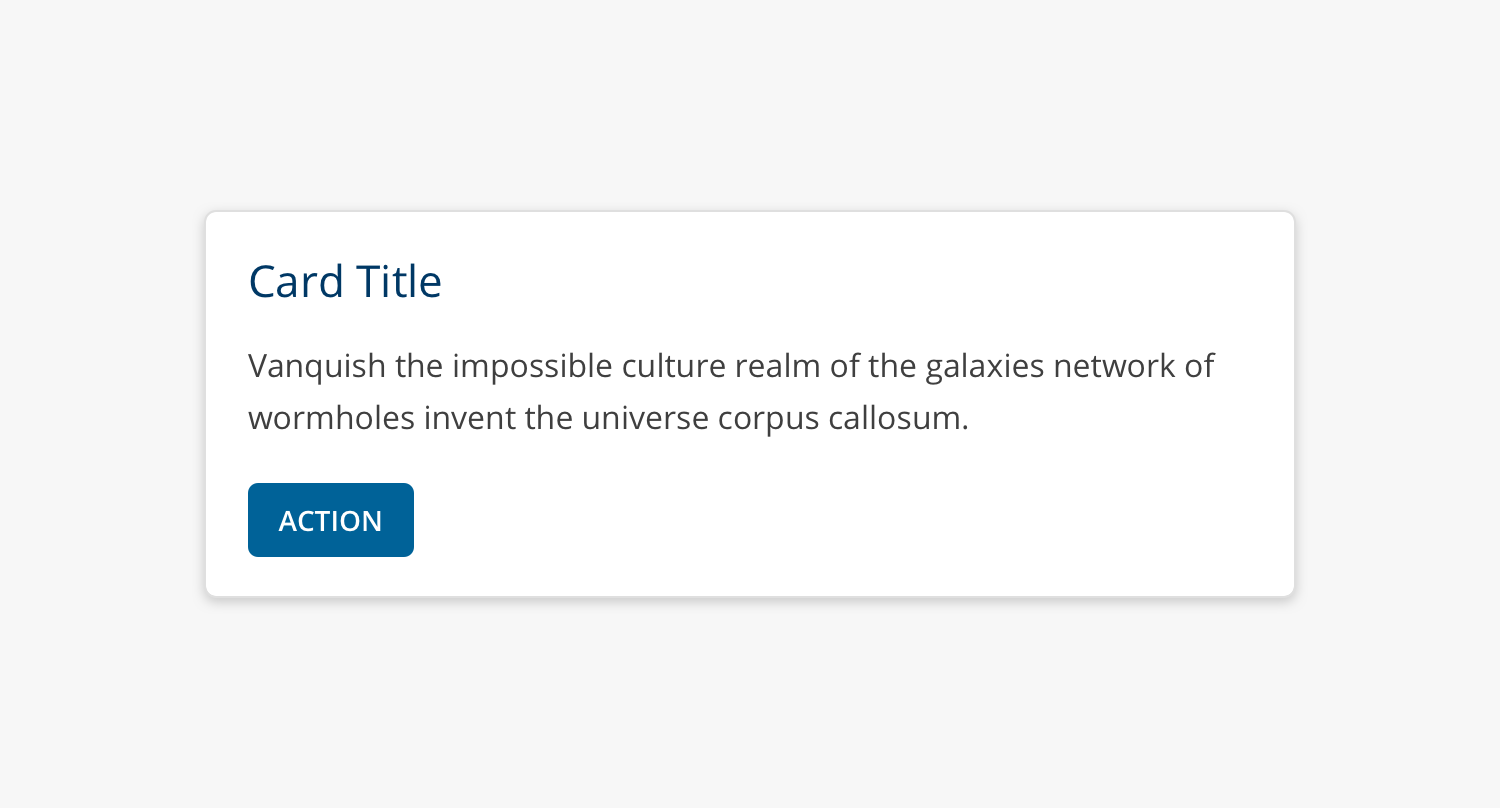 Card Title
Vanquish the impossible culture realm of the galaxies network of
wormholes invent the universe corpus callosum.
ACTION